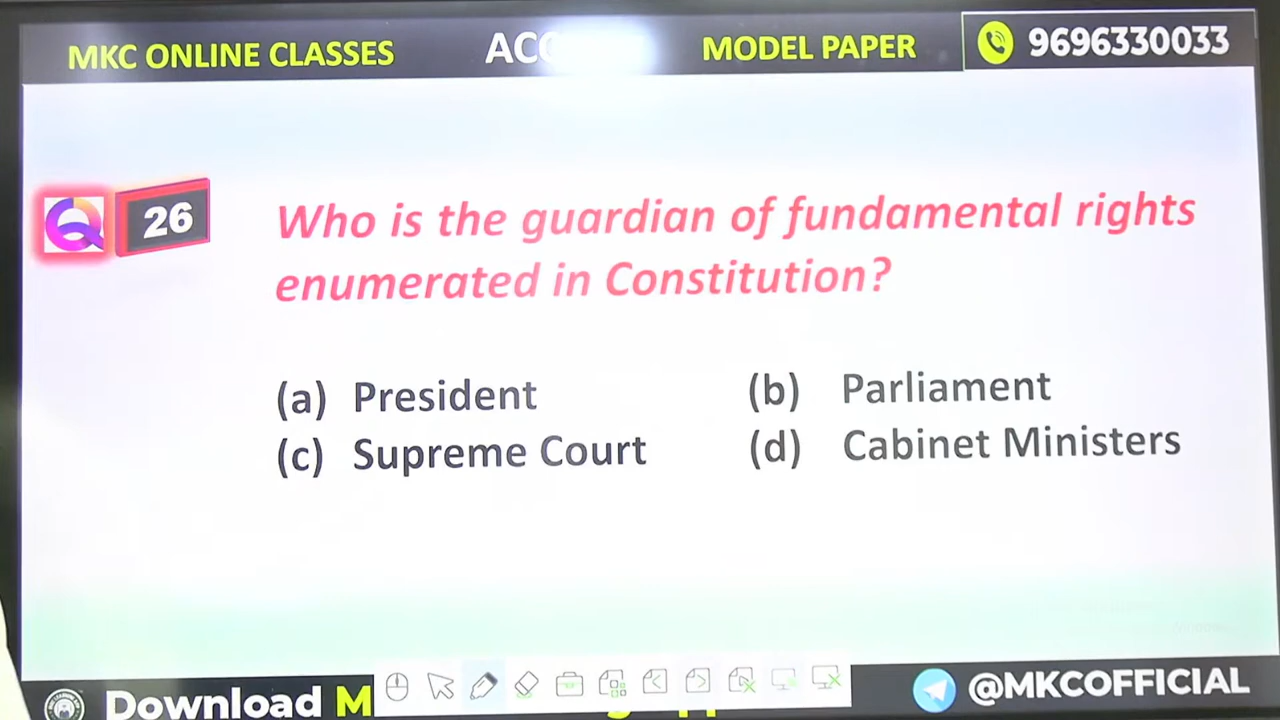 MKC ONLINE CLASSES
MODEL PAPER
9696330033
26
Who is the guardian of fundamental rights
enumerated in Constitution?
(a) President
(b) Parliament
(c) Supreme Court
(d) Cabinet Ministers
Download M
@MKCOFFICIAL